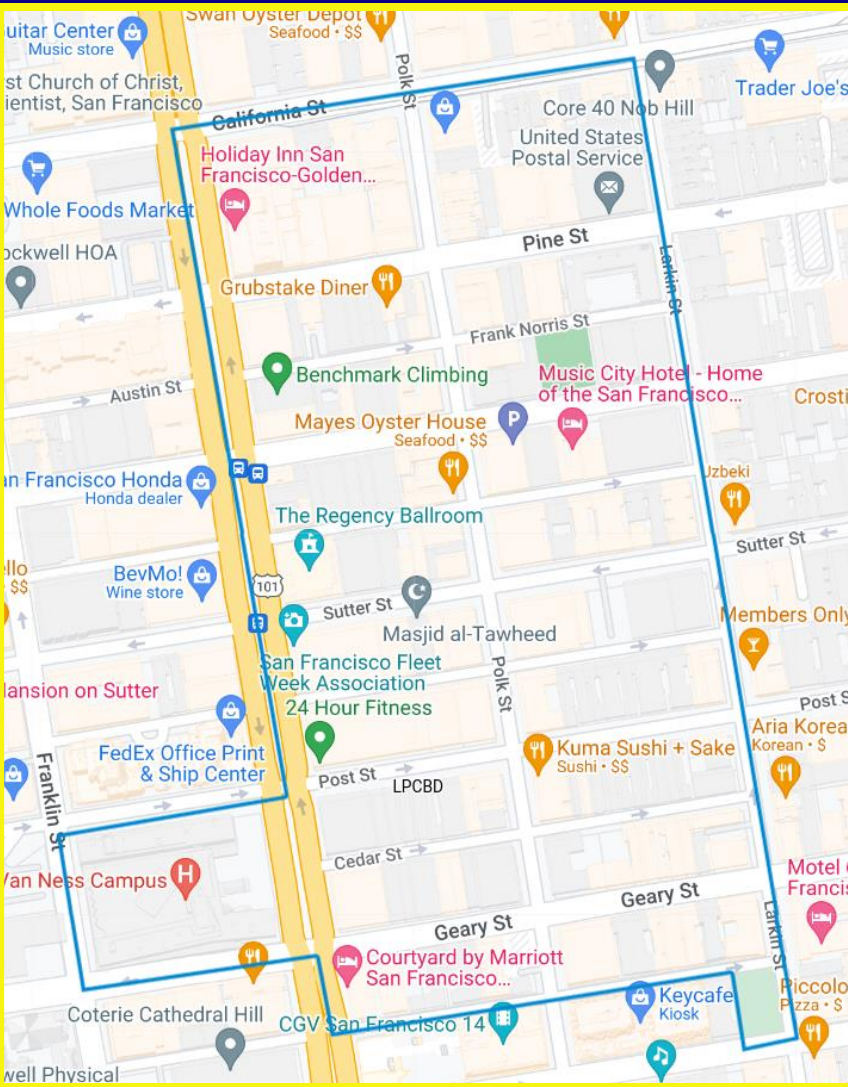 Swan Oyster Depot
Seafood • $$
uitar Center
Music store
Polk St
rst Church of Christ,
ientist, San Francisco
California St
Core 40 Nob Hill
Trader Joe's
United States
Postal Service
Holiday Inn San
Francisco-Golden...
Whole Foods Market
ockwell HOA
Pine St
Larkin St
Grubstake Diner
Frank Norris St
Austin St
Benchmark Climbing
Music City Hotel - Home
of the San Francisco...
Crosti
Mayes Oyster House
Seafood • $$
P
an Francisco Honda
Honda dealer
Uzbeki
The Regency Ballroom
Sutter St
ello
$$
BevMo!
Wine store
101
Sutter St
Masjid al-Tawheed
Members Only
San Francisco Fleet
Week Association
Polk St
Mansion on Sutter
24 Hour Fitness
Post S
FedEx Office Print
& Ship Center
Kuma Sushi + Sake
Sushi • $$
Aria Korea
Korean • $
Franklin St
Post St
LPCBD
Cedar St
Van Ness Campus
H
Motel
Francis
Geary St
Geary St
Larkin St
Courtyard by Marriott
San Francisco...
Keycafe
Kiosk
Piccolo
Pizza • $
Coterie Cathedral Hill
CGV San Francisco 14
well Physical